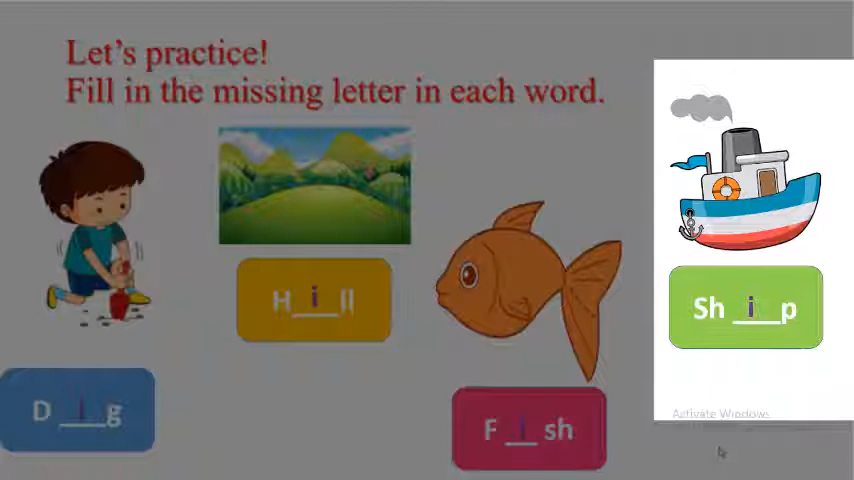 Let's practice!
Fill in the missing letter in each word.
H i ll
Sh i p
D i g
F i sh
Activate Windows